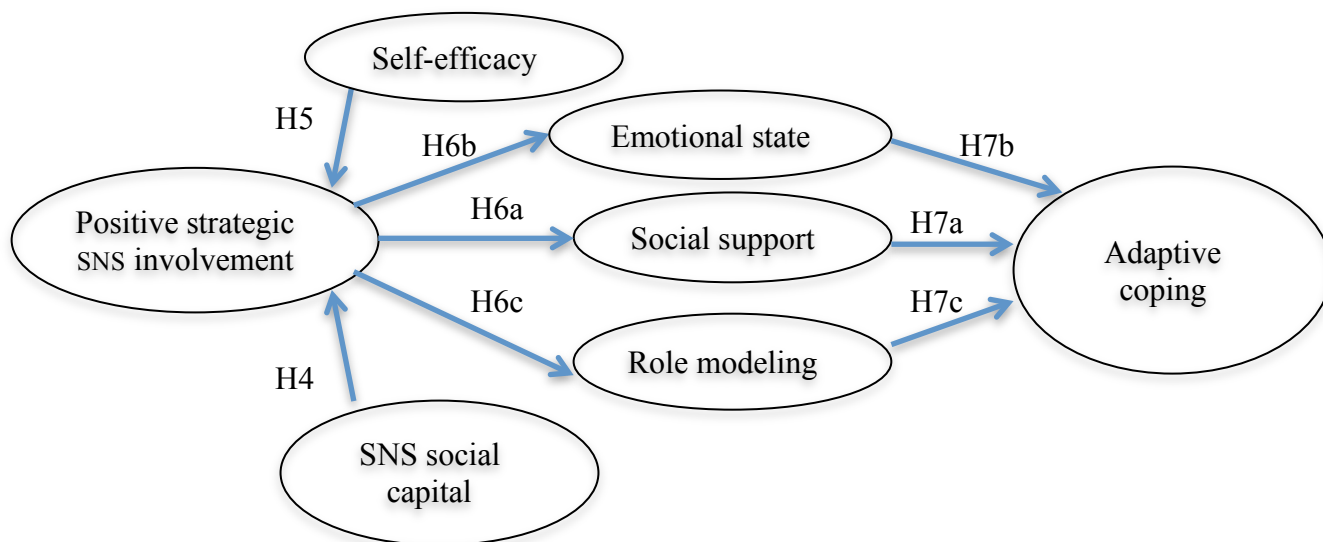 Self-efficacy
H5
H6b
Emotional state
H7b
Positive strategic
SNS involvement
H6a
Social support
H7a
Adaptive
coping
H6c
H7c
Role modeling
H4
SNS social
capital